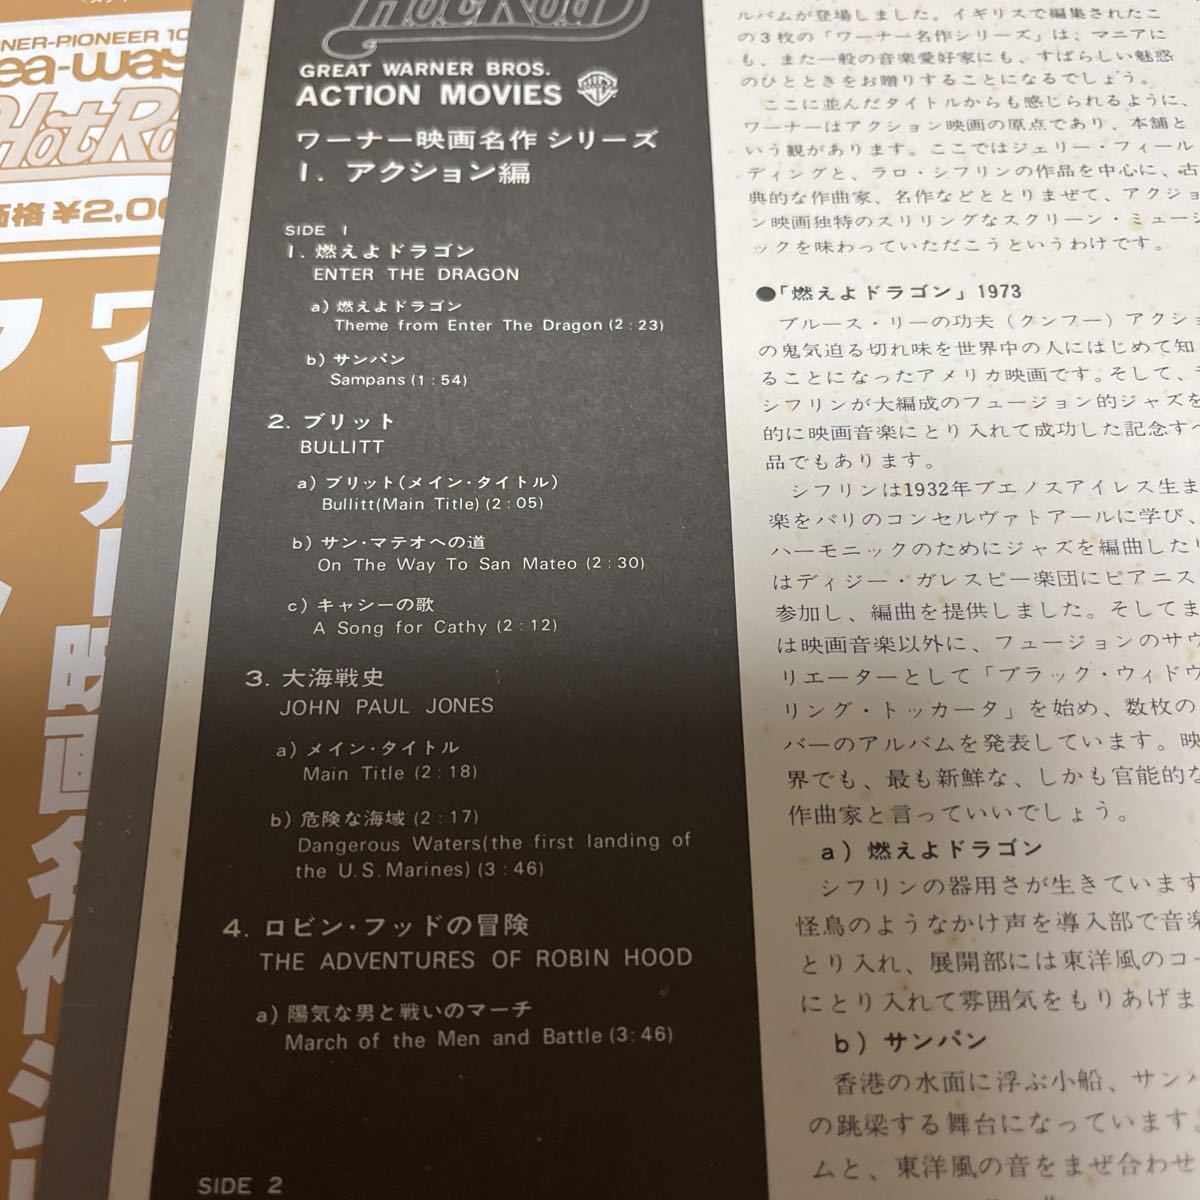 NER-PIONEER 10
ea-way
HotRo
価格 ¥2,00
Hot Rod
GREAT WARNER BROS.
ACTION MOVIES
ワーナー映画名作 シリーズ
1. アクション編
SIDE 1
1. 燃えよドラゴン
ENTER THE DRAGON
a) 燃えよドラゴン
Theme from Enter The Dragon (2:23)
b) サンパン
Sampans (1:54)
2. ブリット
BULLITT
a) ブリット(メイン・タイトル)
Bullitt(Main Title) (2:05)
b) サン・マテオへの道
On The Way To San Mateo (2:30)
c) キャシーの歌
A Song for Cathy (2:12)
3. 大海戦史
JOHN PAUL JONES
a) メイン・タイトル
Main Title (2:18)
b) 危険な海域 (2:17)
Dangerous Waters(the first landing of
the U.S.Marines) (3:46)
4. ロビン・フッドの冒険
THE ADVENTURES OF ROBIN HOOD
a) 陽気な男と戦いのマーチ
March of the Men and Battle (3:46)
SIDE 2
ルバムが登場しました。イギリスで編集されたこ
の3枚の「ワーナー名作シリーズ」は、マニアに
も、また一般の音楽愛好家にも、すばらしい魅惑
のひとときをお贈りすることになるでしょう。
ここに並んだタイトルからも感じられるように、
ワーナーはアクション映画の原点であり、本舗と
いう観があります。ここではジェリー・フィール
ディングと、ラロ・シフリンの作品を中心に、古
典的な作曲家、名作などととりまぜて、アクショ
ン映画独特のスリリングなスクリーン・ミュージ
ックを味わっていただこうというわけです。
●「燃えよドラゴン」1973
ブルース・リーの功夫（クンフー）アクショ
の鬼気迫る切れ味を世界中の人にはじめて知
ることになったアメリカ映画です。そして、
シフリンが大編成のフュージョン的ジャズを
的に映画音楽にとり入れて成功した記念すべ
品でもあります。
シフリンは1932年ブエノスアイレス生ま
楽をパリのコンセルヴァトアールに学び、
ハーモニックのためにジャズを編曲したり
はディジー・ガレスピー楽団にピアニス
参加し、編曲を提供しました。そしてま
は映画音楽以外に、フュージョンのサウ
リエーターとして「ブラック・ウィドウ
リング・トッカータ」を始め、数枚の
バーのアルバムを発表しています。映
界でも、最も新鮮な、しかも官能的な
作曲家と言っていいでしょう。
a) 燃えよドラゴン
シフリンの器用さが生きています
怪鳥のようなかけ声を導入部で音楽
とり入れ、展開部には東洋風のコー
にとり入れて雰囲気をもりあげま
b) サンパン
香港の水面に浮ぶ小船、サンパ
の跳梁する舞台になっています。
ムと、東洋風の音をまぜ合わせ